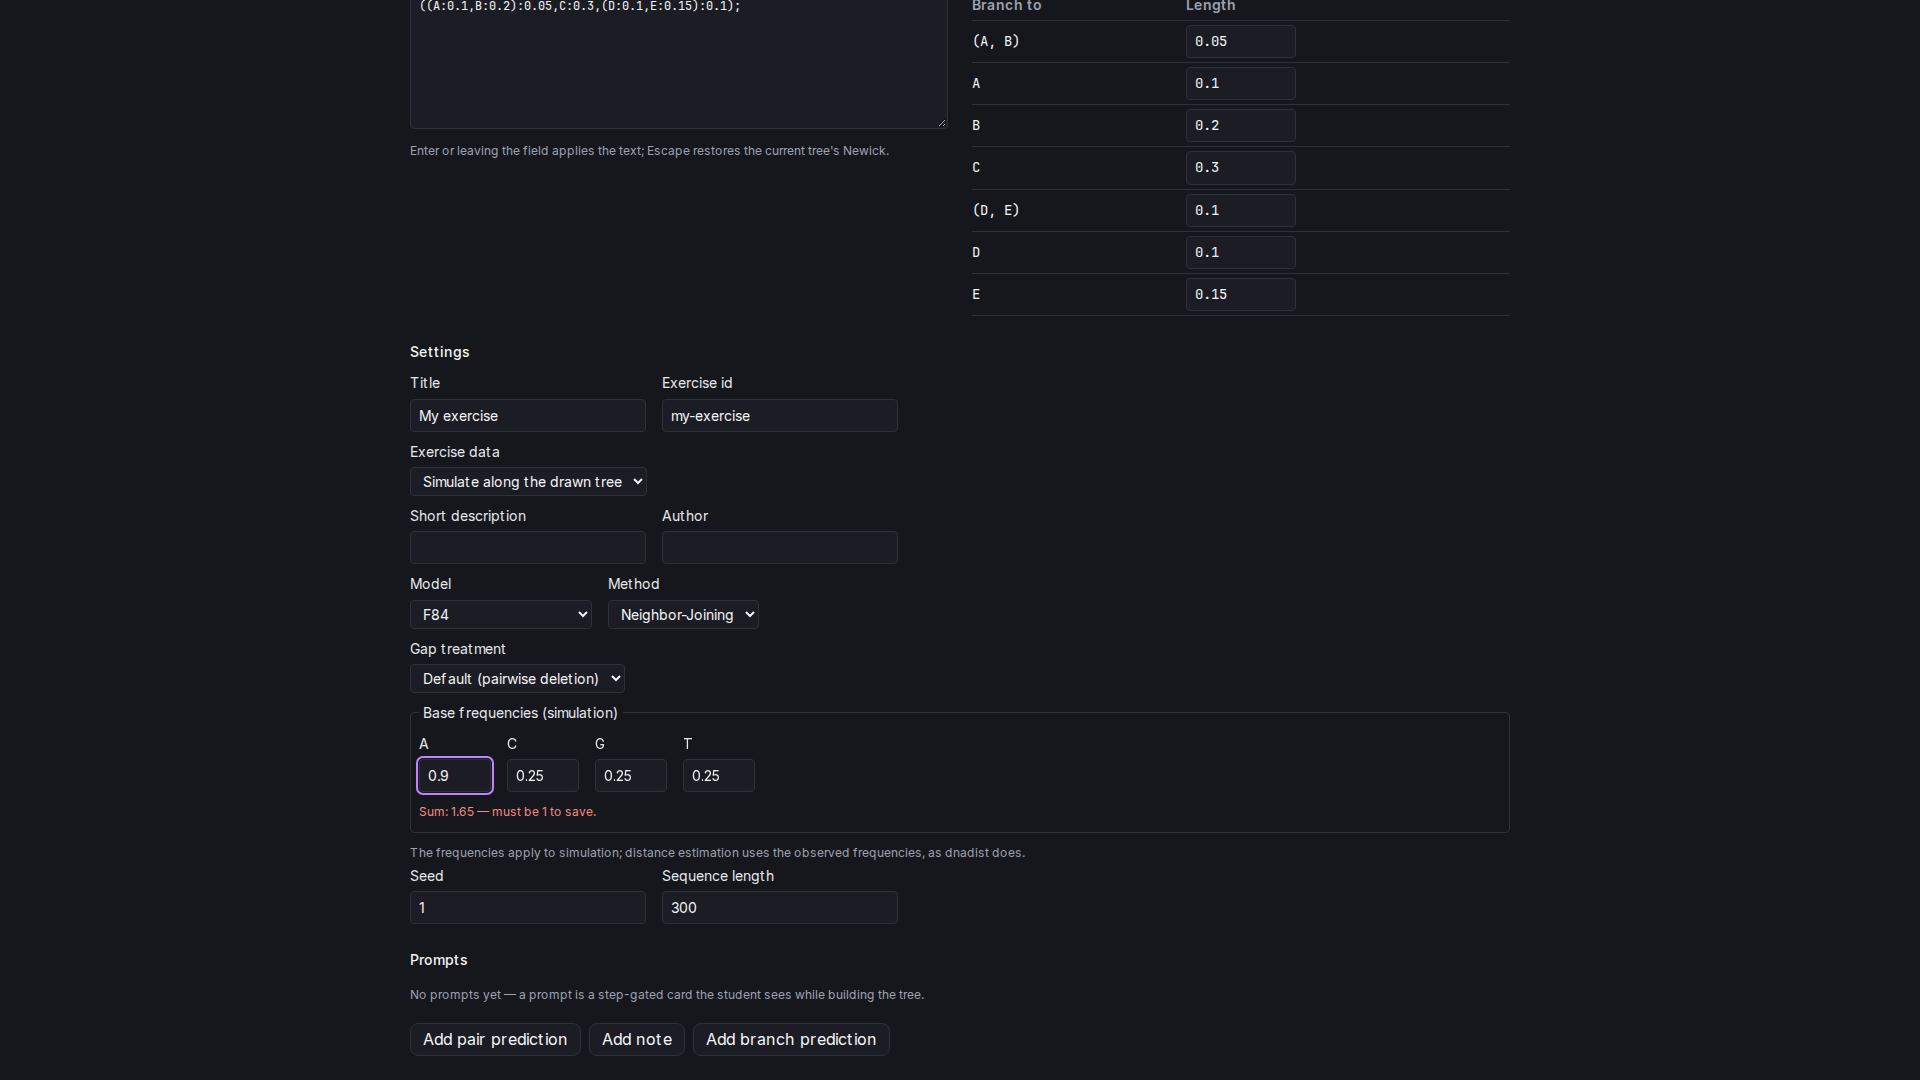 ((A:0.1,B:0.2):0.05,C:0.3,(D:0.1,E:0.15):0.1);
Enter or leaving the field applies the text; Escape restores the current tree's Newick.
Branch to Length
(A, B) 0.05
A 0.1
B 0.2
C 0.3
(D, E) 0.1
D 0.1
E 0.15
Settings
Title Exercise id
My exercise my-exercise
Exercise data
Simulate along the drawn tree
Short description Author
Model Method
F84 Neighbor-Joining
Gap treatment
Default (pairwise deletion)
Base frequencies (simulation)
A C G T
0.9 0.25 0.25 0.25
Sum: 1.65 — must be 1 to save.
The frequencies apply to simulation; distance estimation uses the observed frequencies, as dnadist does.
Seed Sequence length
1 300
Prompts
No prompts yet — a prompt is a step-gated card the student sees while building the tree.
Add pair prediction Add note Add branch prediction